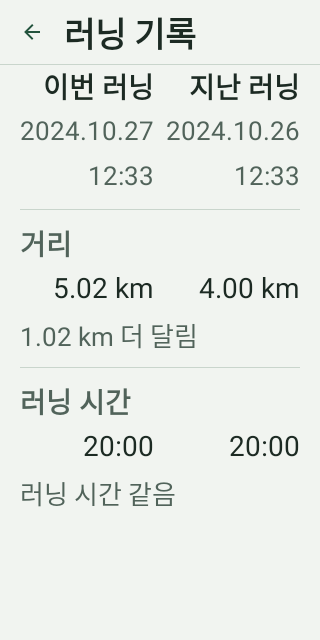 러닝 기록
이번 러닝 지난 러닝
2024.10.27 2024.10.26
12:33 12:33
거리
5.02 km 4.00 km
1.02 km 더 달림
러닝 시간
20:00 20:00
러닝 시간 같음